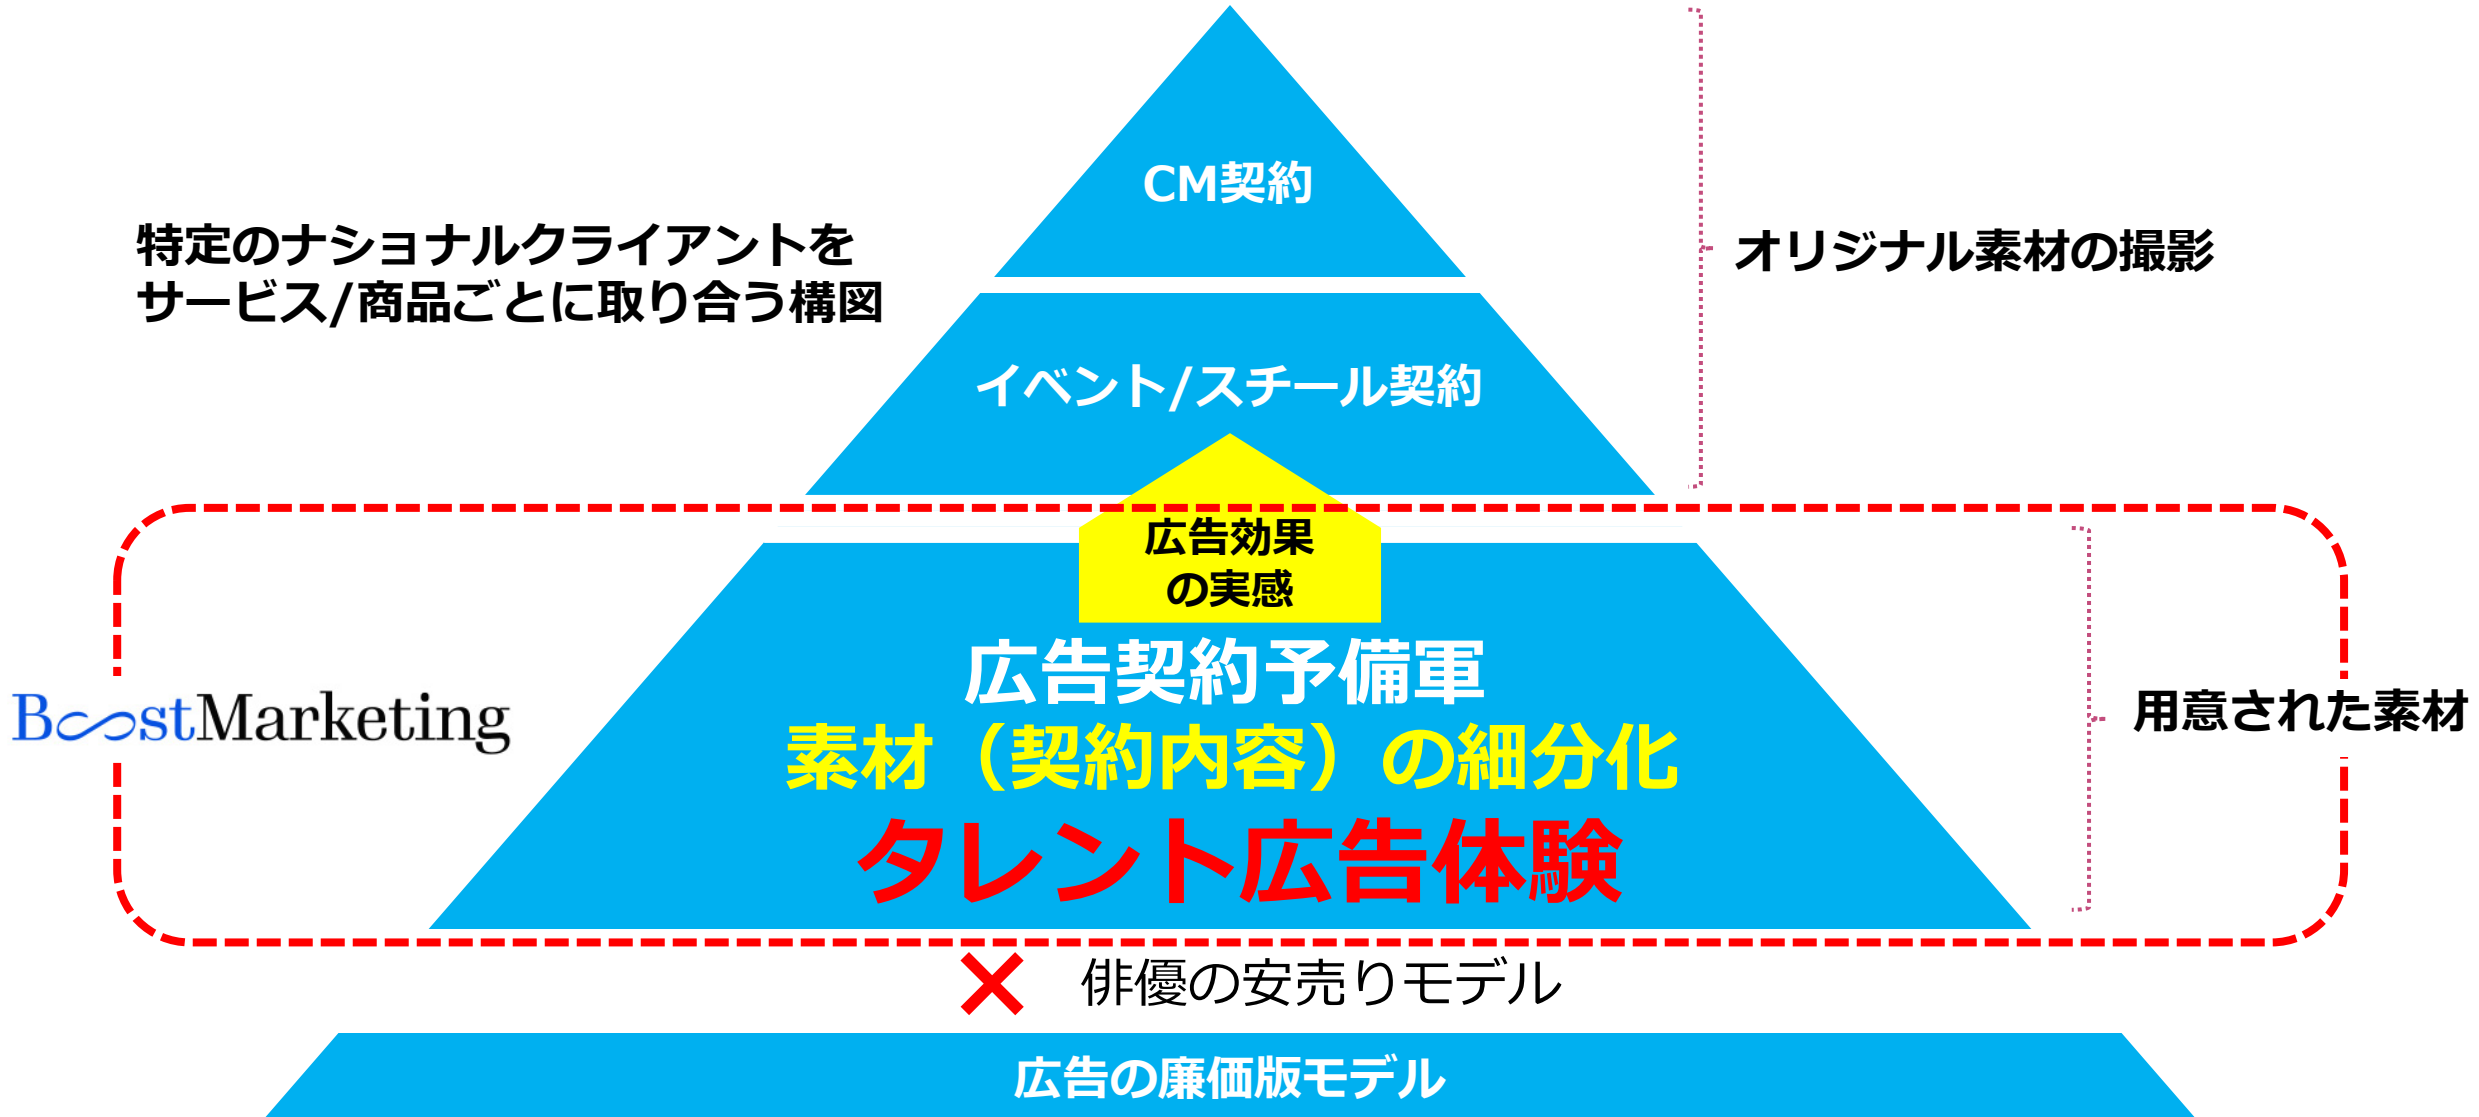 CM契約
特定のナショナルクライアントを
サービス/商品ごとに取り合う構図
オリジナル素材の撮影
イベント/スチール契約
広告効果
の実感
広告契約予備軍
BoostMarketing
用意された素材
素材（契約内容）の細分化
タレント広告体験
俳優の安売りモデル
広告の廉価版モデル